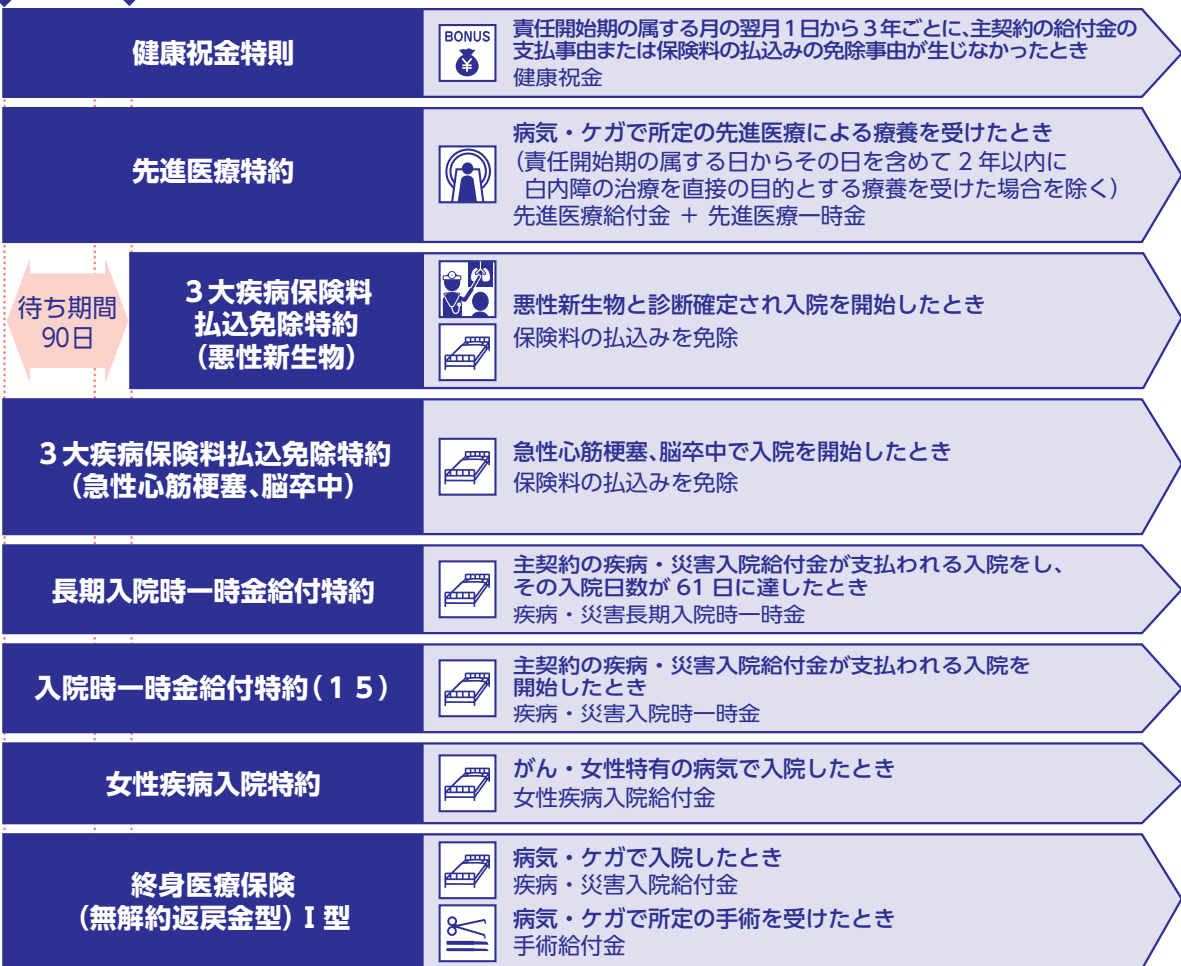 健康祝金特則
BONUS
¥
責任開始期の属する月の翌月1日から3年ごとに、主契約の給付金の
支払事由または保険料の払込みの免除事由が生じなかったとき
健康祝金
先進医療特約
病気・ケガで所定の先進医療による療養を受けたとき
（責任開始期の属する日からその日を含めて 2 年以内に
白内障の治療を直接の目的とする療養を受けた場合を除く）
先進医療給付金 ＋ 先進医療一時金
待ち期間
90日
３大疾病保険料
払込免除特約
（悪性新生物）
悪性新生物と診断確定され入院を開始したとき
保険料の払込みを免除
３大疾病保険料払込免除特約
（急性心筋梗塞、脳卒中）
急性心筋梗塞、脳卒中で入院を開始したとき
保険料の払込みを免除
長期入院時一時金給付特約
主契約の疾病・災害入院給付金が支払われる入院をし、
その入院日数が 61 日に達したとき
疾病・災害長期入院時一時金
入院時一時金給付特約（１５）
主契約の疾病・災害入院給付金が支払われる入院を
開始したとき
疾病・災害入院時一時金
女性疾病入院特約
がん・女性特有の病気で入院したとき
女性疾病入院給付金
終身医療保険
（無解約返戻金型）Ⅰ型
病気・ケガで入院したとき
疾病・災害入院給付金
病気・ケガで所定の手術を受けたとき
手術給付金